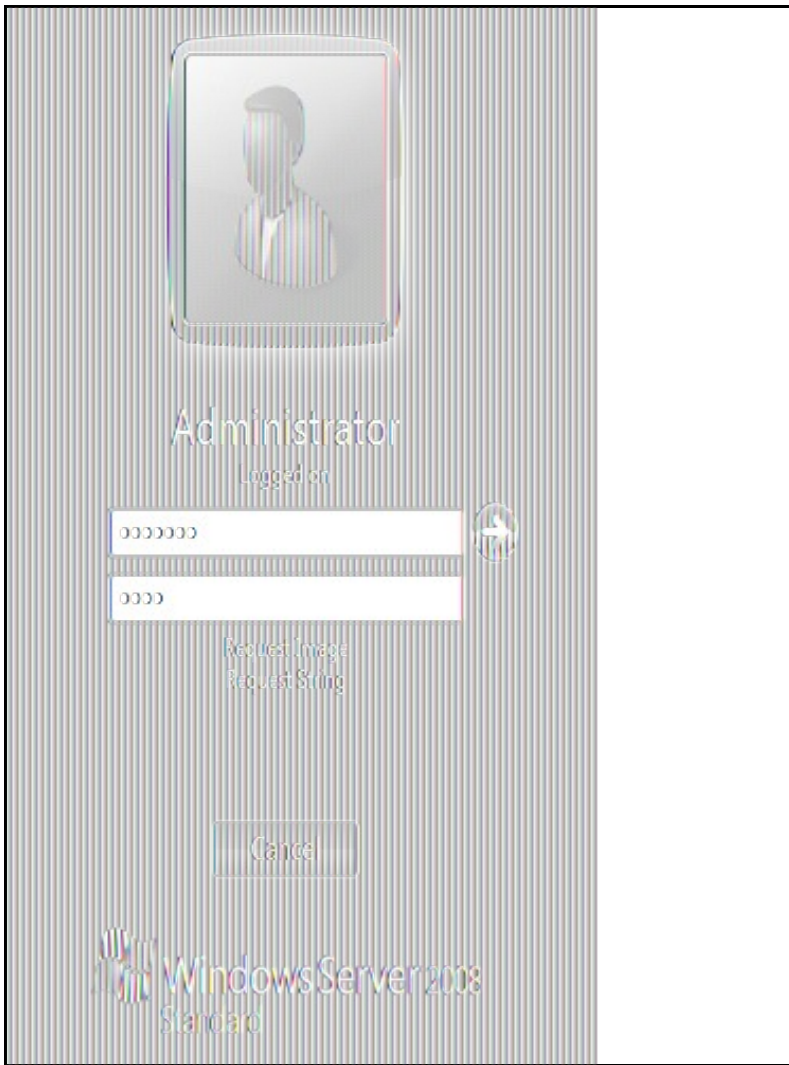 Administrator
Logged on
Request Image
Request String
Cancel
Windows Server 2008
Standard